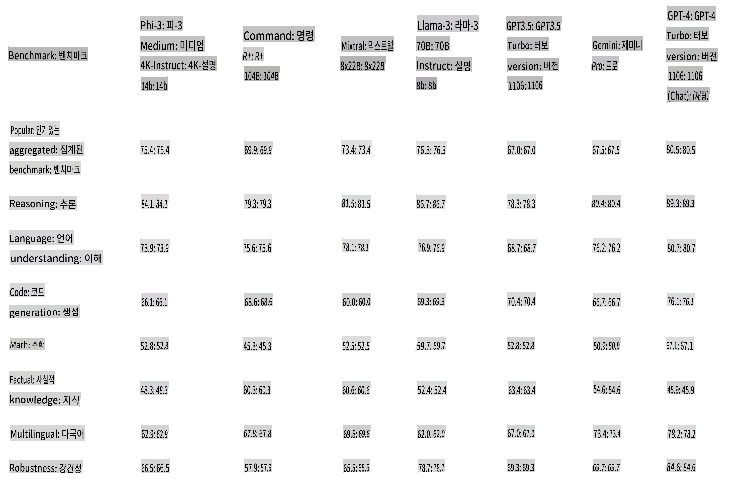 Benchmark: 벤치마크
Phi-3: 피-3
Medium: 미디엄
4K-Instruct: 4K-설명
14b: 14b
Command: 명령
R+: R+
104B: 104B
Mixtral: 믹스트랄
8x22B: 8x22B
Llama-3: 라마-3
70B: 70B
Instruct: 설명
8b: 8b
GPT3.5: GPT3.5
Turbo: 터보
version: 버전
1106: 1106
Gemini: 제미니
Pro: 프로
GPT-4: GPT-4
Turbo: 터보
version: 버전
1106: 1106
(Chat):
Popular: 인기 있는
aggregated: 집계된
benchmark: 벤치마크
75.4: 75.4
69.9: 69.9
73.4: 73.4
76.3: 76.3
67.0: 67.0
67.5: 67.5
80.5: 80.5
Reasoning: 추론
84.1: 84.1
79.3: 79.3
81.5: 81.5
86.7: 86.7
78.3: 78.3
80.4: 80.4
89.3: 89.3
Language: 언어
understanding: 이해
75.6: 75.6
78.1: 78.1
76.9: 76.9
68.7: 68.7
76.2: 76.2
80.7: 80.7
Code: 코드
generation: 생성
66.1: 66.1
68.6: 68.6
60.0: 60.0
69.3: 69.3
70.4: 70.4
66.7: 66.7
76.1: 76.1
Math: 수학
52.8: 52.8
45.3: 45.3
52.5: 52.5
59.7: 59.7
52.8: 52.8
50.9: 50.9
67.1: 67.1
Factual: 사실적
knowledge: 지식
60.3: 60.3
60.6: 60.6
52.4: 52.4
63.4: 63.4
54.6: 54.6
45.9: 45.9
Multilingual: 다국어
62.9: 62.9
67.8: 67.8
69.8: 69.8
62.0: 62.0
67.0: 67.0
73.4: 73.4
78.2: 78.2
Robustness: 강건성
66.5: 66.5
57.9: 57.9
65.5: 65.5
78.7: 78.7
69.3: 69.3
69.7: 69.7
84.6: 84.6